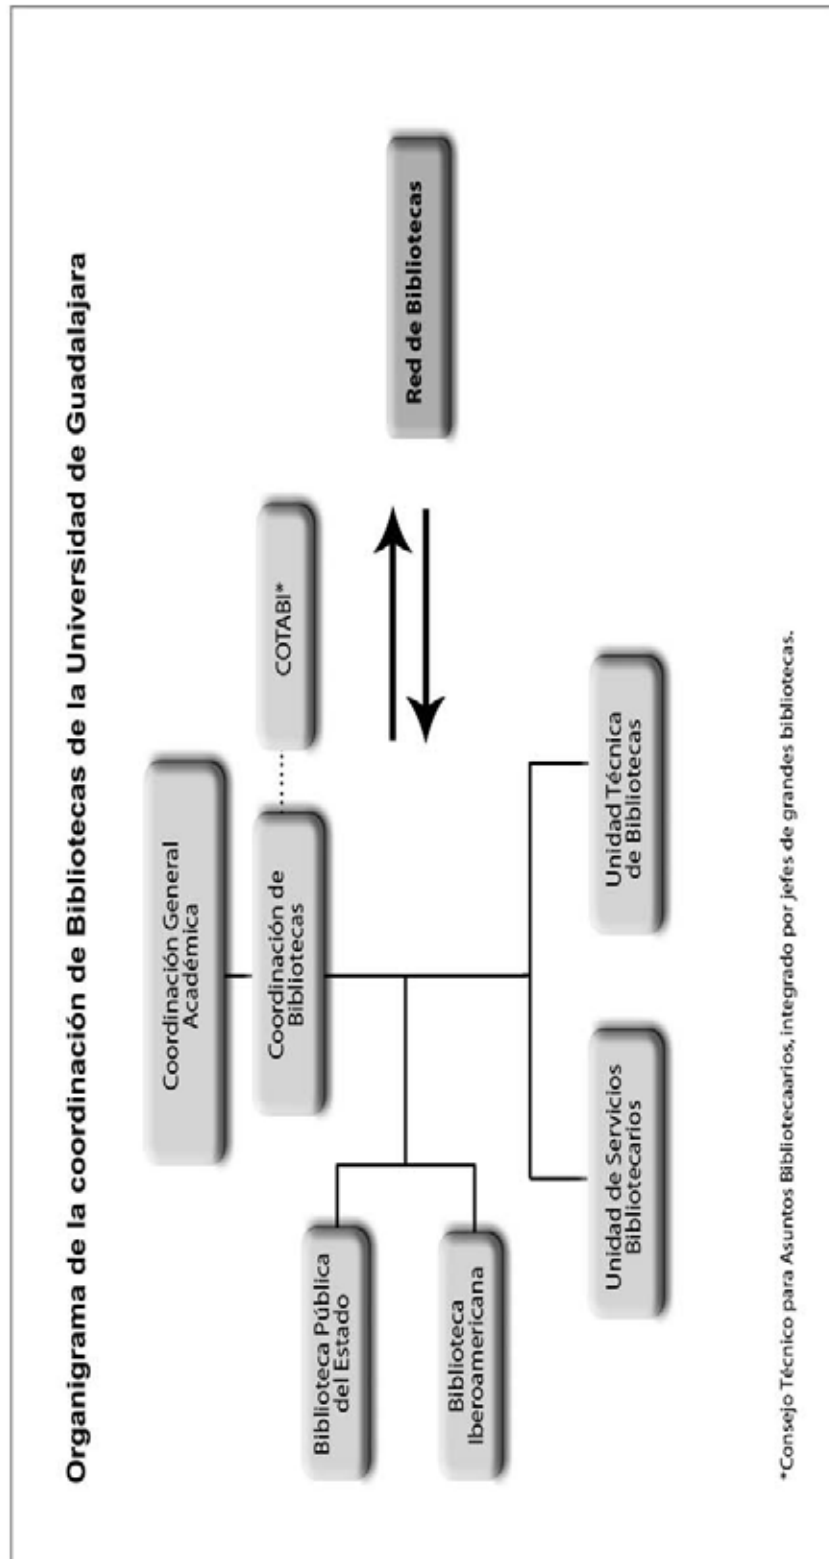 Organigrama de la coordinación de Bibliotecas de la Universidad de Guadalajara
Coordinación General
Académica
Coordinación de
Bibliotecas
COTABI*
Red de Bibliotecas
Biblioteca Pública
del Estado
Biblioteca
Iberoamericana
Unidad de Servicios
Bibliotecarios
Unidad Técnica
de Bibliotecas
*Consejo Técnico para Asuntos Bibliotecaarios, integrado por jefes de grandes bibliotecas.